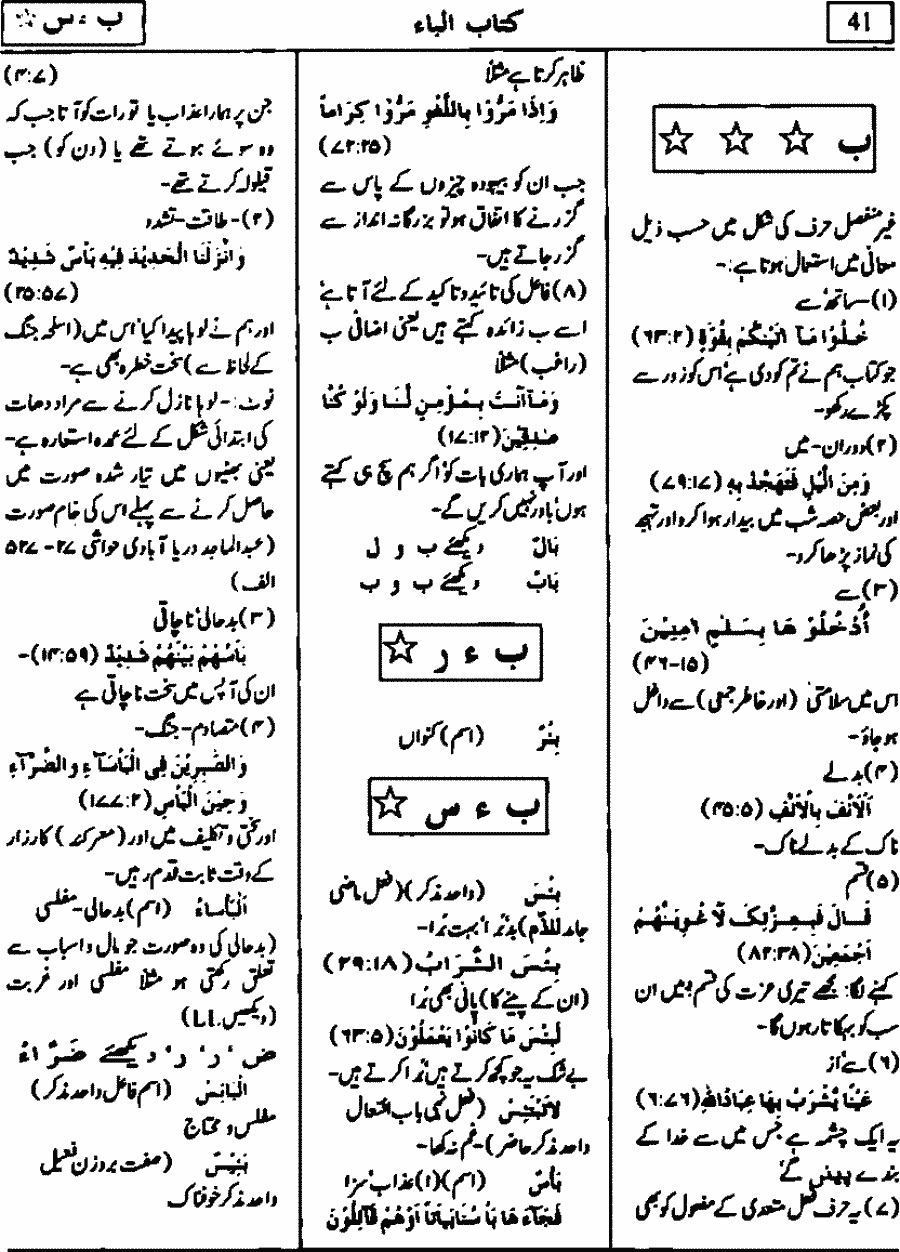 41
کتاب الباء
ب ء س ☆
ب ☆ ☆ ☆
غیر منفصل حرف کی شکل میں حسب ذیل
معانی میں استعمال ہوتا ہے:-
(۱) ساتھ' سے
خُذُوْا مَآ اٰتَيْنٰكُمْ بِقُوَّةٍ (۶۳:۲)
جو کتاب ہم نے تم کو دی ہے' اس کو زور سے
پکڑے رکھو-
(۲) دوران- میں
وَمِنَ الَّيْلِ فَتَهَجَّدْ بِهٖ (۷۹:۱۷)
اور بعض حصہ شب میں بیدار ہوا کرو اور تہجد
کی نماز پڑھا کرو-
(۳) سے
اُدْخُلُوْ هَا بِسَلٰمٍ اٰمِنِيْنَ
(۴۶-۱۵)
اس میں سلامتی' (اور خاطر جمعی) سے داخل
ہو جاؤ-
(۴) بدلے
اَلْاَنْفَ بِالْاَنْفِ (۴۵:۵)
ناک کے بدلے ناک-
(۵) قسم
قَالَ فَبِعِزَّتِكَ لَاُ غْوِيَنَّهُمْ
اَجْمَعِيْنَ (۸۲:۳۸)
کہنے لگا: مجھے تیری عزت کی قسم' میں ان
سب کو بہکاتا رہوں گا-
(۶) سے' از
عَيْنًا يَّشْرَبُ بِهَا عِبَادُاللهِ (۶:۷۶)
یہ ایک چشمہ ہے جس میں سے خدا کے
بندے پییں گے'
(۷) یہ حرف فعل متعدی کے مفعول کو بھی
ظاہر کرتا ہے مثلاً
وَاِذَا مَرُّوْا بِاللَّغْوِ مَرُّوْا كِرَاماً
(۷۲:۲۵)
جب ان کو بیہودہ چیزوں کے پاس سے
گزرنے کا اتفاق ہو تو بزرگانہ انداز سے
گزر جاتے ہیں-
(۸) فاعل کی تائید و تاکید کے لئے آتا ہے'
اسے ب زائدہ کہتے ہیں یعنی اضافی ب
(راغب) مثلاً
وَمَآ اَنْتَ بِمُؤْمِنٍ لَّنَا وَلَوْ كُنَّا
صٰدِقِيْنَ (۱۷:۱۲)
اور آپ ہماری بات کو' اگر ہم سچ ہی کہتے
ہوں' باور نہیں کریں گے-
بَالٌ دیکھئے ب و ل
بَابٌ دیکھئے ب و ب
ب ء ر ☆
بِئْرٌ (اسم) کنواں
ب ء س ☆
بِئْسَ (واحد مذکر) (فعل ماضی
جامد للذّم) بد' بُرا' بہت بُرا-
بِئْسَ الشَّرَابُ (۲۹:۱۸)
(ان کے پینے کا) پانی بھی بُرا
لَبِئْسَ مَا كَانُوْا يَعْمَلُوْنَ (۶۳:۵)
بے شک یہ جو کچھ کرتے ہیں' بُرا کرتے ہیں-
لَاتَبْتَئِسْ (فعل نہی باب افتعال
واحد مذکر حاضر) - غم نہ کھا-
بَأْسٌ (اسم) (۱) عذاب' سزا
فَجَآءَ هَا بَاْ سُنَا بَيَاتاً اَوْ هُمْ قَآئِلُوْنَ
(۴:۷)
جن پر ہمارا عذاب یا تو رات کو آتا جب کہ
وہ سوئے ہوتے تھے یا (دن کو) جب
قیلولہ کرتے تھے-
(۲)- طاقت- تشدد
وَ اَنْزَلْنَا الْحَدِيْدَ فِيْهِ بَأْسٌ شَدِيْدٌ
(۲۵:۵۷)
اور ہم نے لوہا پیدا کیا' اس میں (اسلحہ جنگ
کے لحاظ سے) سخت خطرہ بھی ہے-
نوٹ:- لوہا نازل کرنے سے مراد دھات
کی ابتدائی شکل کے لئے عمدہ استعارہ ہے-
یعنی بھٹیوں میں تیار شدہ صورت میں
حاصل کرنے سے پہلے اس کی خام صورت
(عبدالماجد دریا آبادی حواشی ۲۷- ۵۲۷
الف)
(۳) بدحالی' ناچاقی
بَأْسُهُمْ بَيْنَهُمْ شَدِيْدٌ (۱۴:۵۹)-
ان کی آپس میں سخت ناچاقی ہے
(۴) متصادم- جنگ-
وَالصّٰبِرِيْنَ فِى الْبَأْسَآءِ وَ الضَّرَّآءِ
وَ حِيْنَ الْبَأْسِ (۱۷۷:۲)
اور سختی و تکلیف میں اور (معرکہ) کارزار
کے وقت ثابت قدم رہیں-
اَلْبَأْسَاءُ (اسم) بدحالی- مفلسی
(بدحالی کی وہ صورت جو مال و اسباب سے
تعلق رکھتی ہو مثلاً مفلسی اور غربت
(دیکھیں. L.L)
ض' ر' ر' دیکھئے ضَرَّاءُ
الْبَائِسُ (اسم فاعل واحد مذکر)
مفلس و محتاج
بَئِيْسٌ (صفت بروزن فعیل
واحد مذکر خوفناک